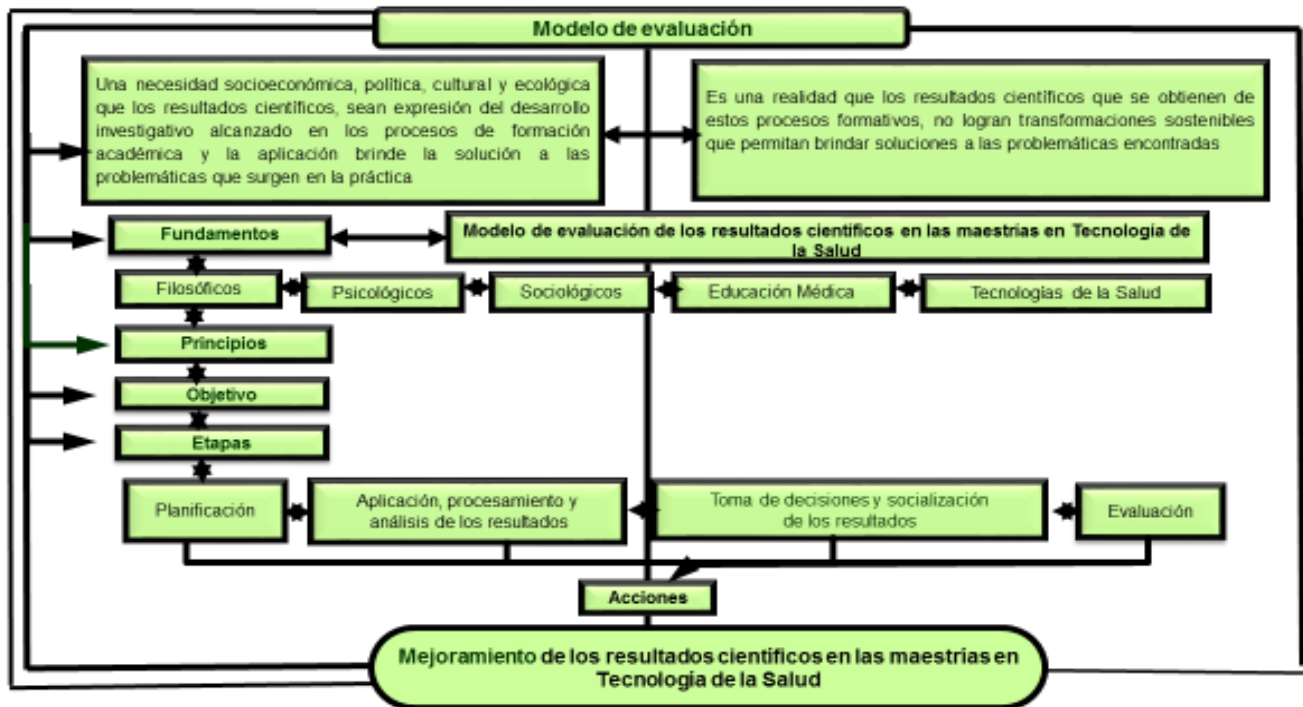 Modelo de evaluación
Una necesidad socioeconómica, política, cultural y ecológica
que los resultados científicos, sean expresión del desarrollo
investigativo alcanzado en los procesos de formación
académica y la aplicación brinde la solución a las
problemáticas que surgen en la práctica
Es una realidad que los resultados científicos que se obtienen de
estos procesos formativos, no logran transformaciones sostenibles
que permitan brindar soluciones a las problemáticas encontradas
Fundamentos
Modelo de evaluación de los resultados científicos en las maestrías en Tecnología de
la Salud
Filosóficos
Psicológicos
Sociológicos
Educación Médica
Tecnologías de la Salud
Principios
Objetivo
Etapas
Planificación
Aplicación, procesamiento y
análisis de los resultados
Toma de decisiones y socialización
de los resultados
Evaluación
Acciones
Mejoramiento de los resultados científicos en las maestrías en
Tecnología de la Salud